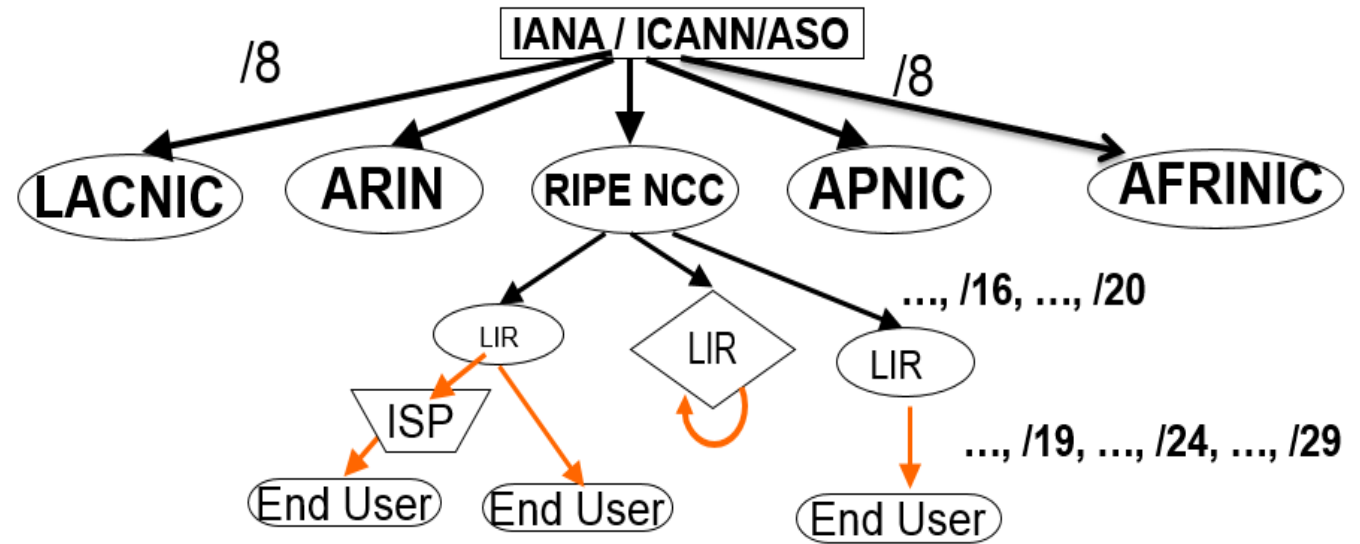 IANA / ICANN/ASO
/8
/8
LACNIC
ARIN
RIPE NCC
APNIC
AFRINIC
..., /16, ..., /20
LIR
LIR
LIR
ISP
..., /19, ..., /24, ..., /29
End User
End User
End User